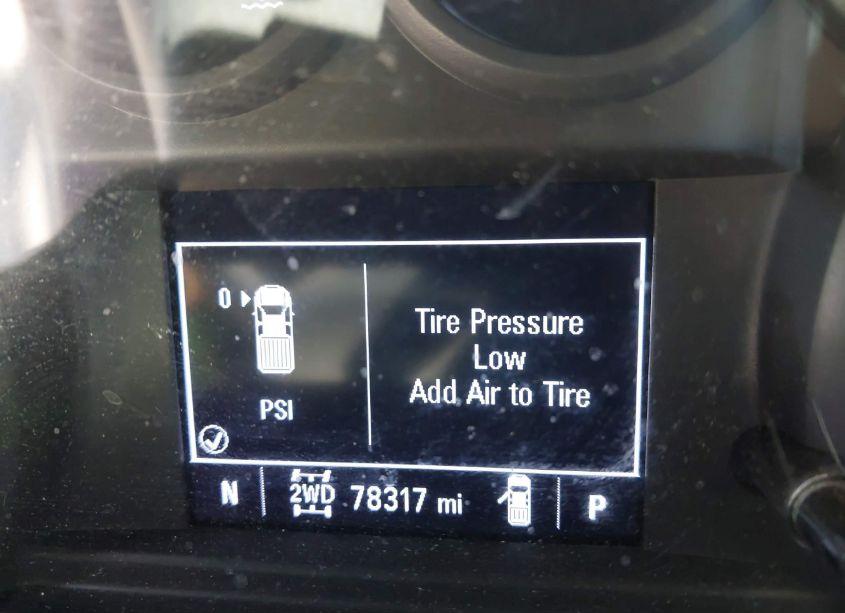 0
Tire Pressure
Low
Add Air to Tire
PSI
N 2WD 78317 mi P